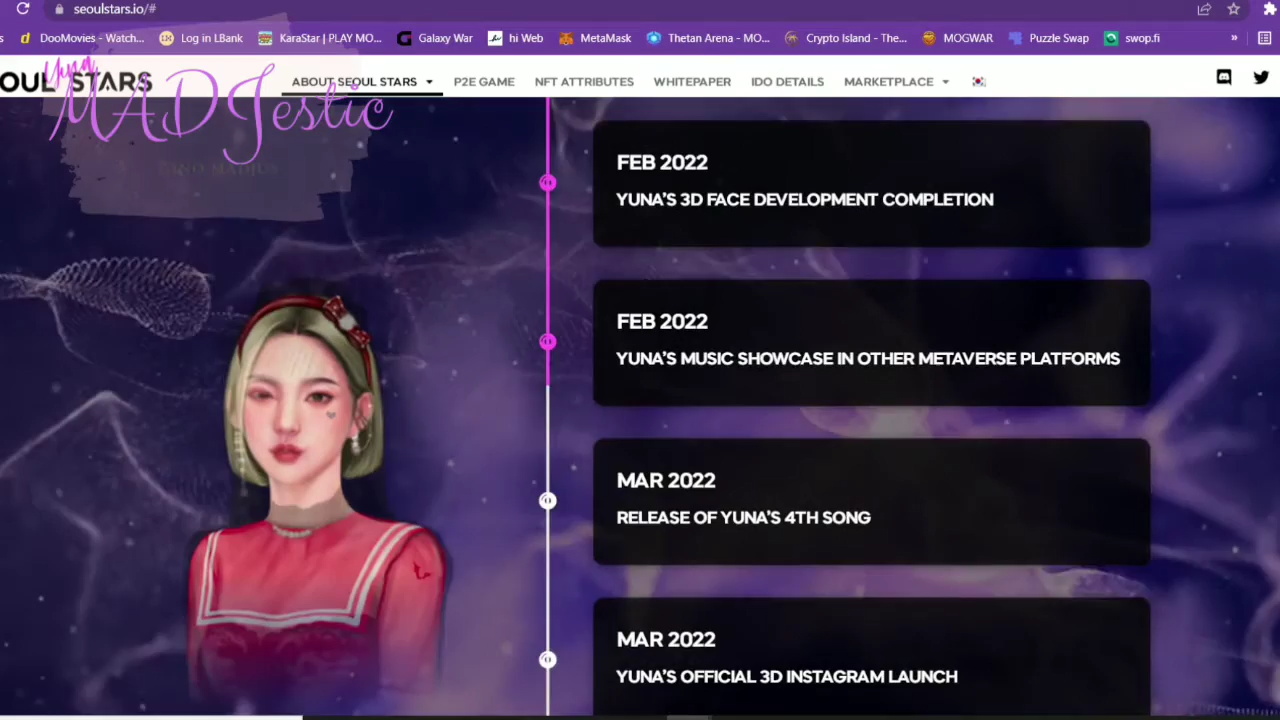 seoulstars.io/#
DooMovies - Watch... Log in LBank KaraStar | PLAY MO... Galaxy War hi Web MetaMask Thetan Arena - MO... Crypto Island - The... MOGWAR Puzzle Swap swop.fi »
OUL STARS ABOUT SEOUL STARS P2E GAME NFT ATTRIBUTES WHITEPAPER IDO DETAILS MARKETPLACE
Yuna
MADJestic
FEB 2022
YUNA'S 3D FACE DEVELOPMENT COMPLETION
FEB 2022
YUNA'S MUSIC SHOWCASE IN OTHER METAVERSE PLATFORMS
MAR 2022
RELEASE OF YUNA'S 4TH SONG
MAR 2022
YUNA'S OFFICIAL 3D INSTAGRAM LAUNCH